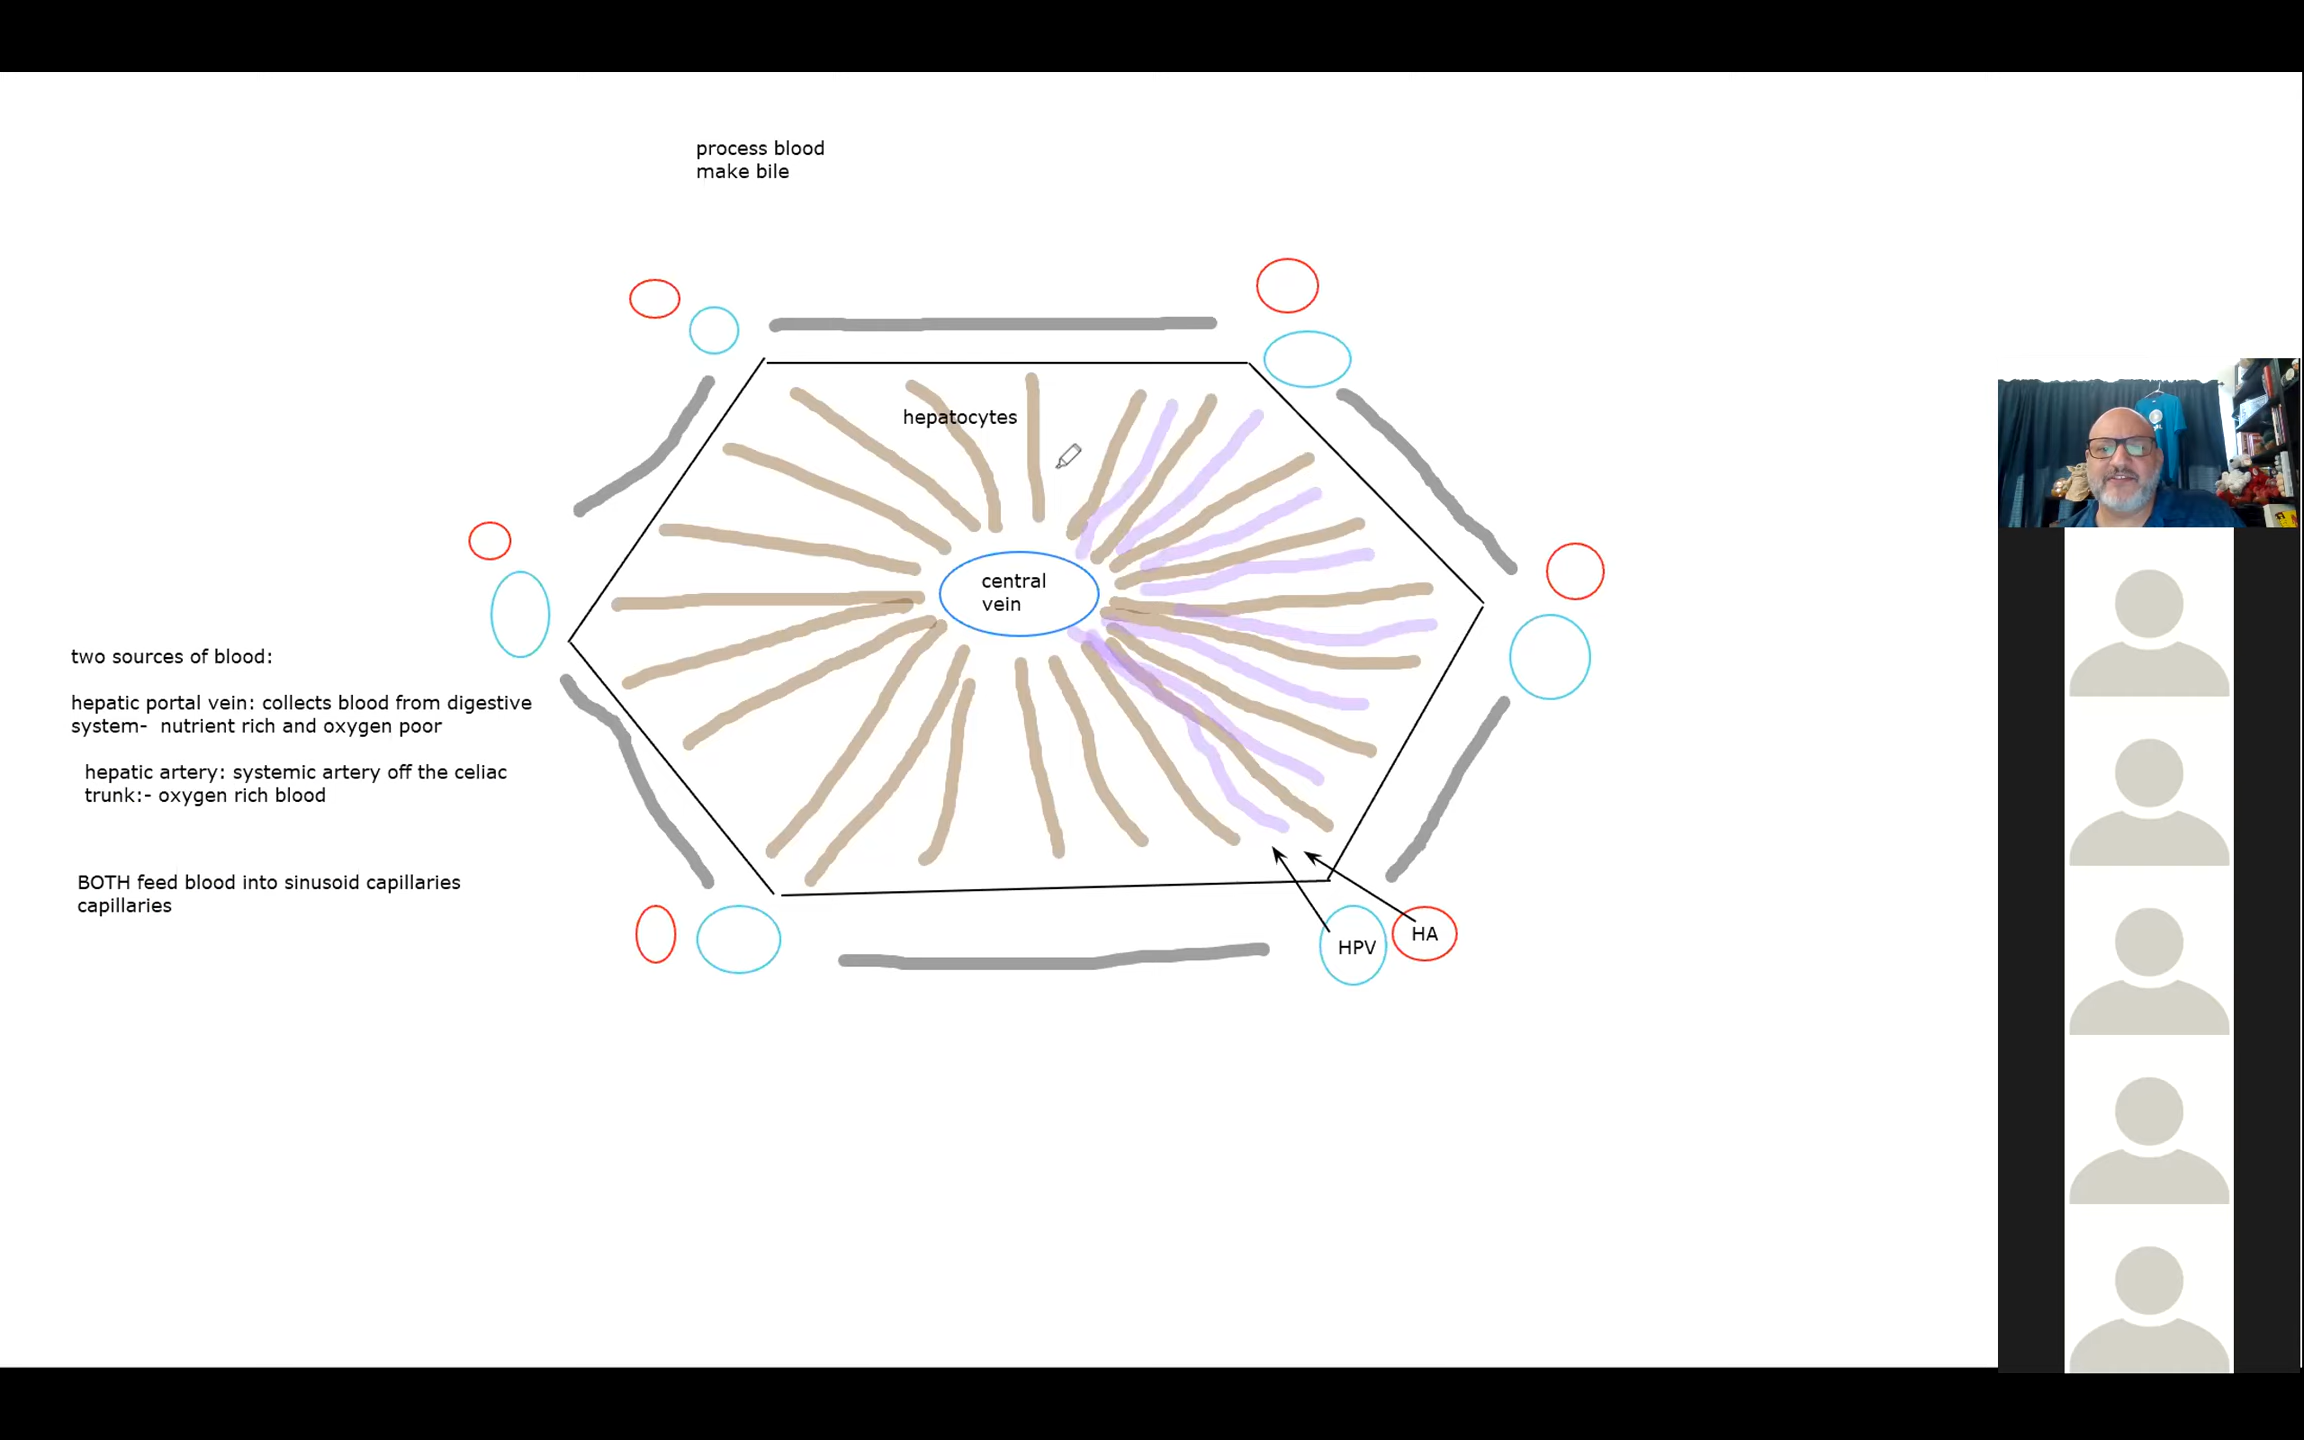 process blood
make bile
hepatocytes
central
vein
two sources of blood:
hepatic portal vein: collects blood from digestive
system-  nutrient rich and oxygen poor
hepatic artery: systemic artery off the celiac
trunk:- oxygen rich blood
BOTH feed blood into sinusoid capillaries
capillaries
HPV
HA